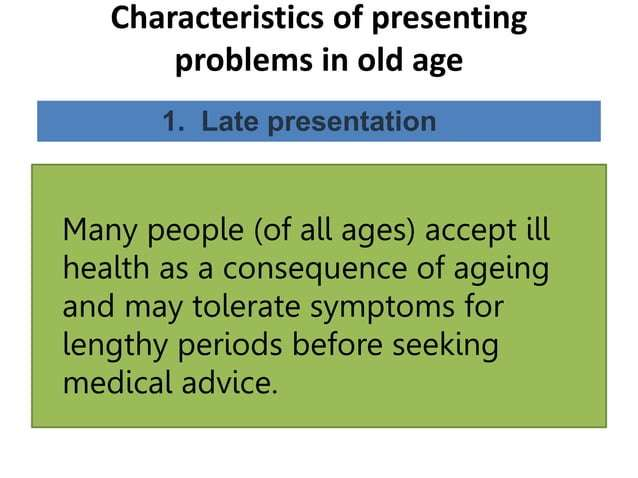 Characteristics of presenting
problems in old age
1. Late presentation
Many people (of all ages) accept ill
health as a consequence of ageing
and may tolerate symptoms for
lengthy periods before seeking
medical advice.